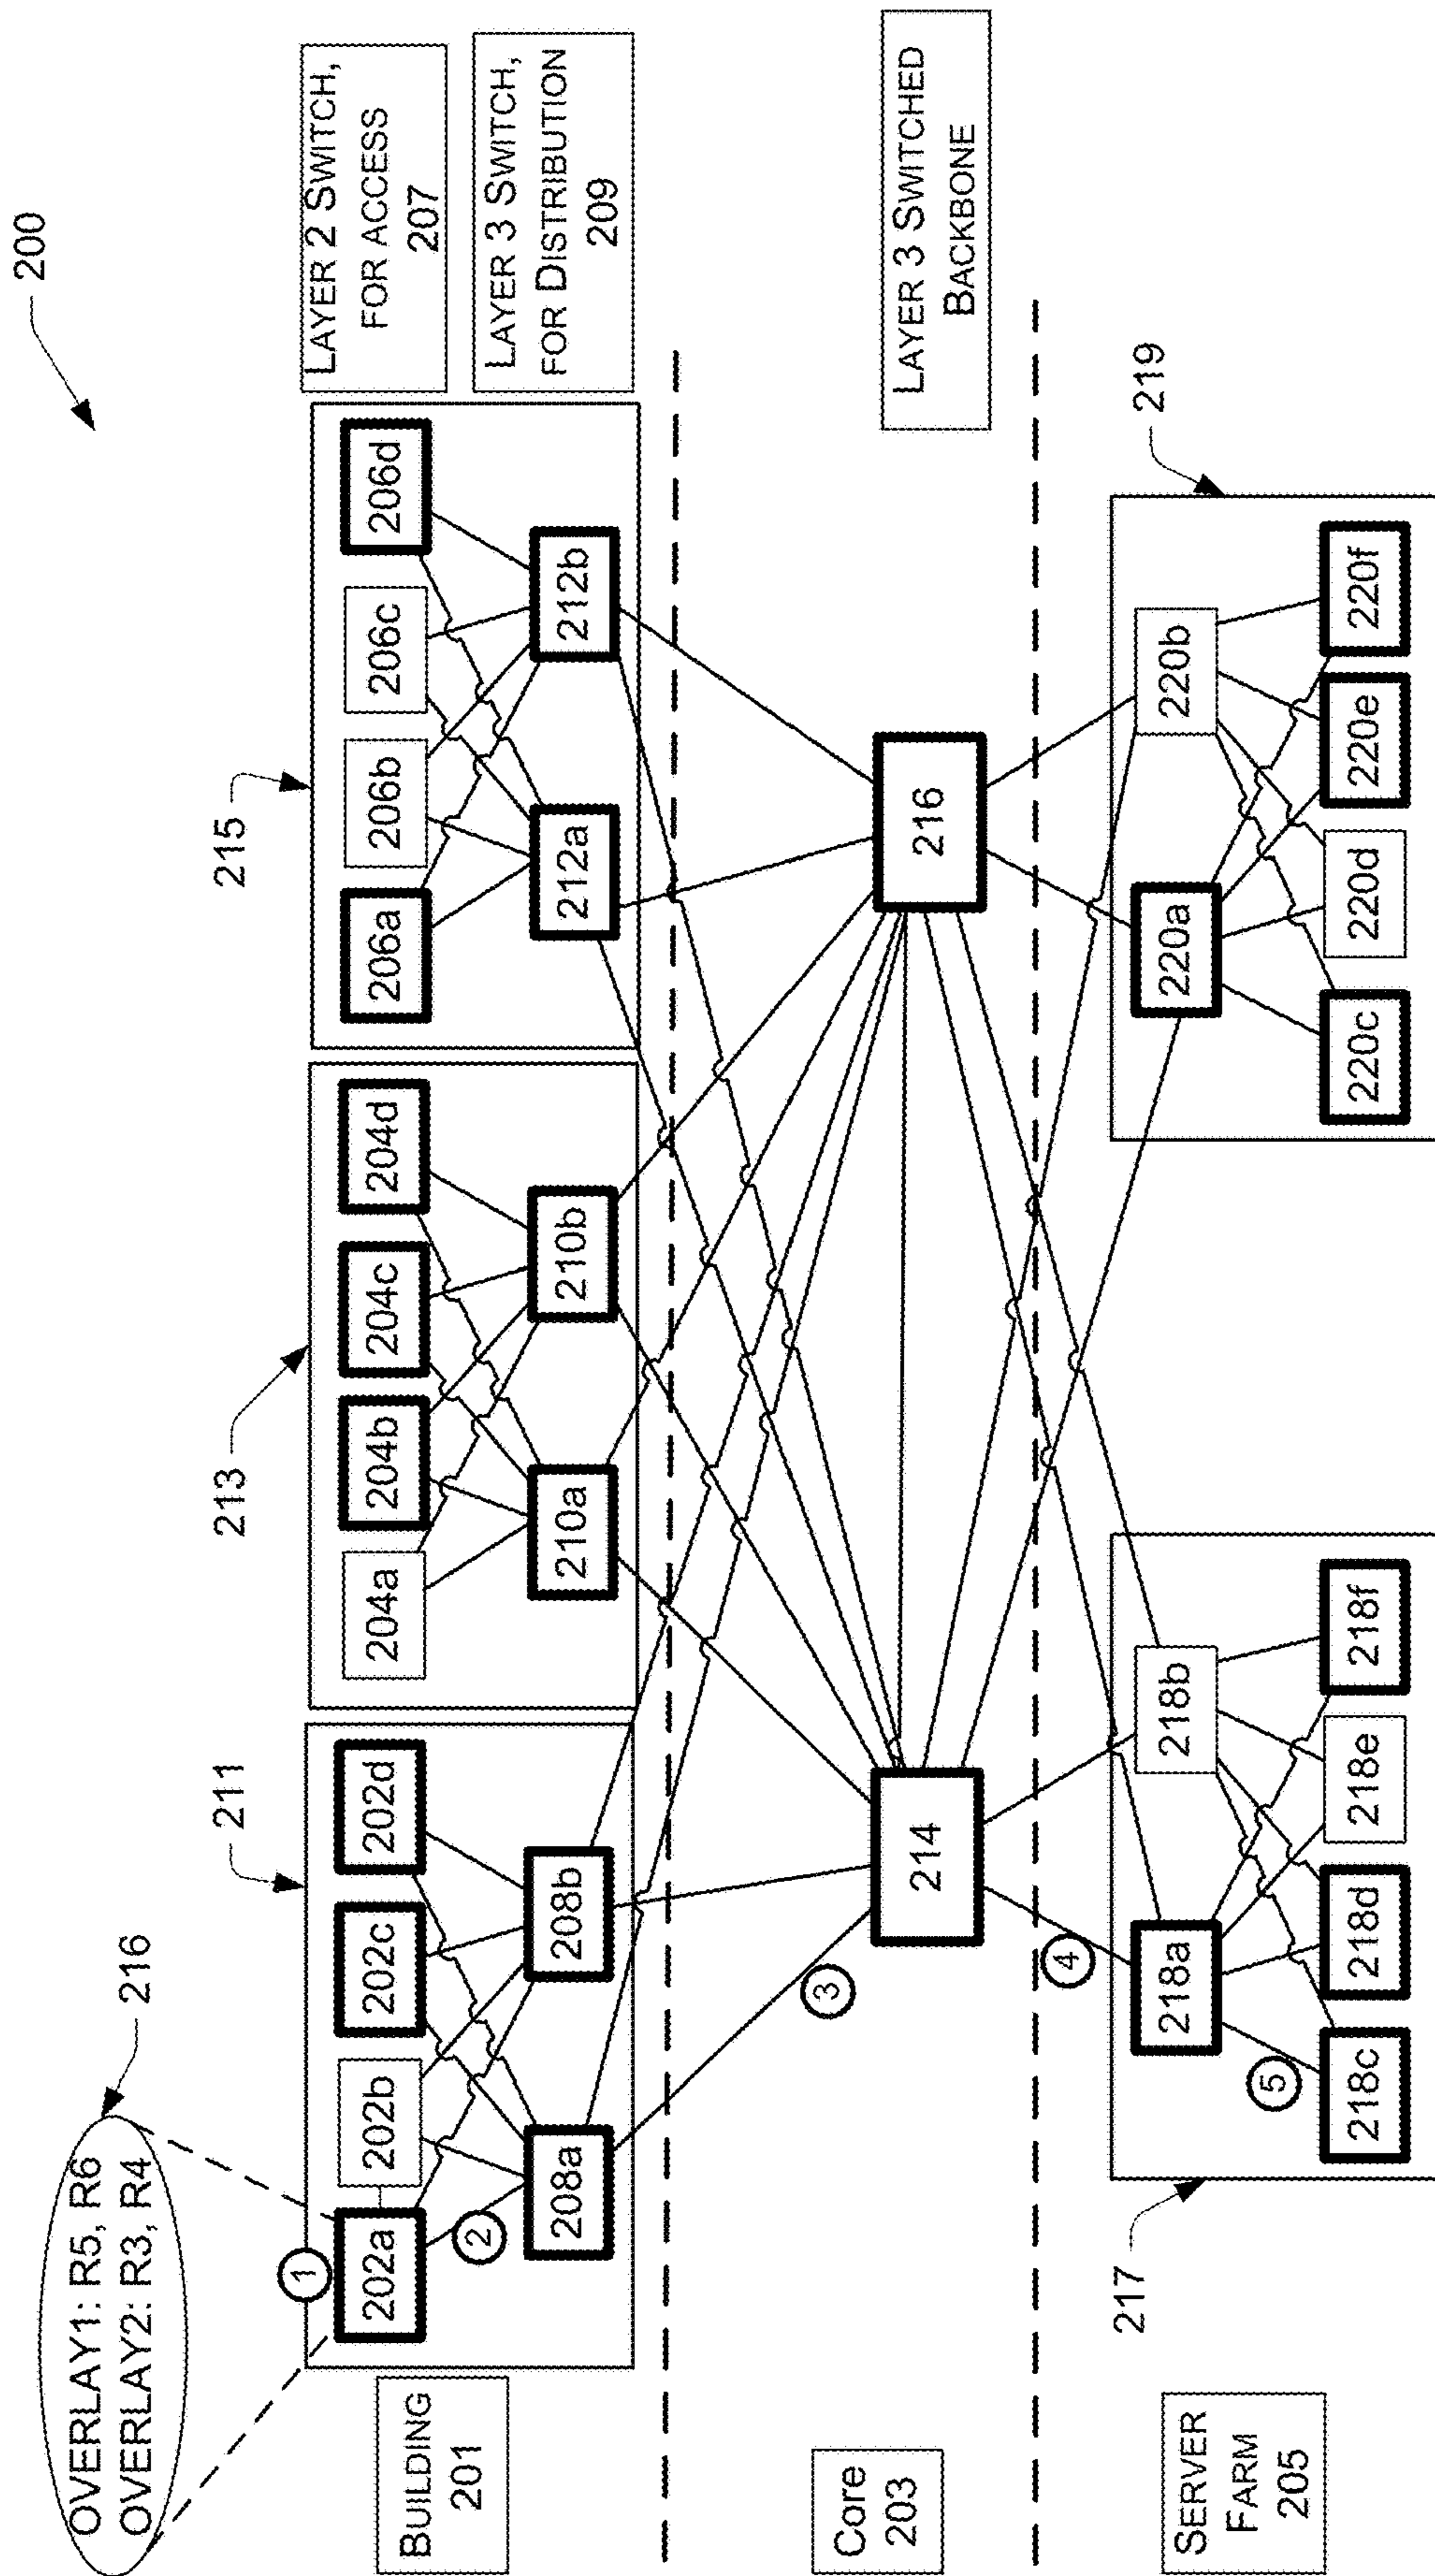 200
OVERLAY1: R5, R6
OVERLAY2: R3, R4
216
211
213
215
LAYER 2 SWITCH,
FOR ACCESS
207
LAYER 3 SWITCH,
FOR DISTRIBUTION
209
BUILDING
201
1
202a
202b
202c
202d
204a
204b
204c
204d
206a
206b
206c
206d
2
208a
208b
210a
210b
212a
212b
Core
203
3
214
216
LAYER 3 SWITCHED
BACKBONE
4
SERVER
FARM
205
217
219
218a
218b
220a
220b
5
218c
218d
218e
218f
220c
220d
220e
220f